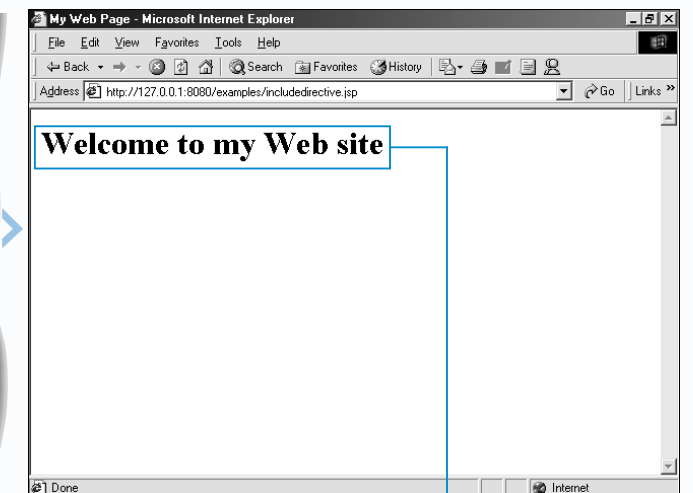 My Web Page - Microsoft Internet Explorer
File Edit View Favorites Tools Help
Back Search Favorites History
Address http://127.0.0.1:8080/examples/includedirective.jsp Go Links »
Welcome to my Web site
Done Internet